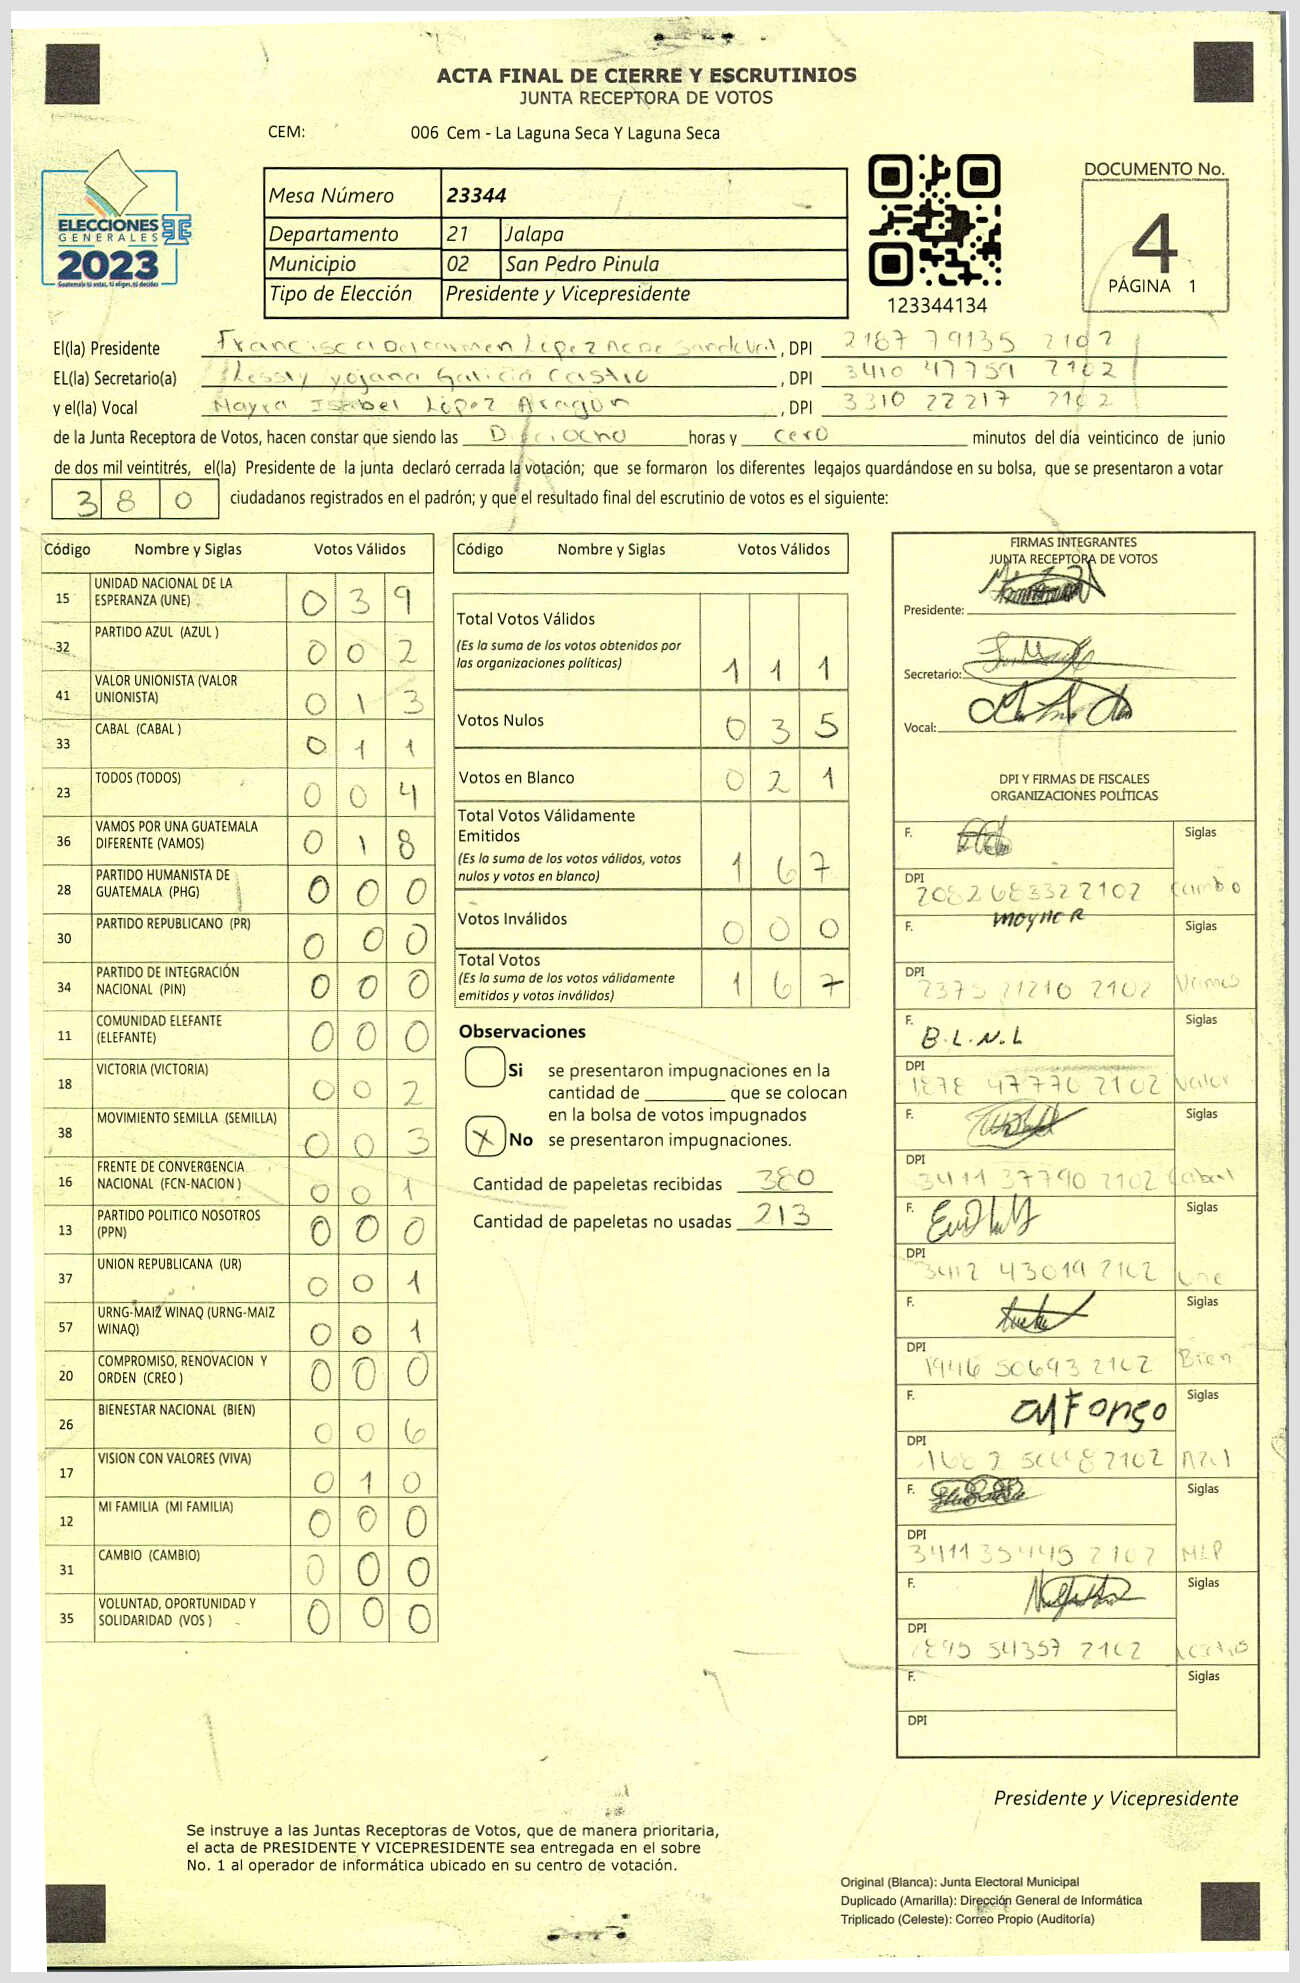 ACTA FINAL DE CIERRE Y ESCRUTINIOS
JUNTA RECEPTORA DE VOTOS
CEM: 006 Cem - La Laguna Seca Y Laguna Seca
ELECCIONES
GENERALES
2023
Guatemala tú votas, tú eliges, tú decides
Mesa Número 23344
Departamento 21 Jalapa
Municipio 02 San Pedro Pinula
Tipo de Elección Presidente y Vicepresidente
123344134
DOCUMENTO No.
4
PÁGINA 1
El(la) Presidente López Sandoval, DPI 2187 79135 2102
EL(la) Secretario(a) yojana Galicia Castro, DPI 3410 47759 2102
y el(la) Vocal Mayra Isabel López Aragón, DPI 3310 22217 2102
de la Junta Receptora de Votos, hacen constar que siendo las Dieciocho horas y cero minutos del día veinticinco de junio
de dos mil veintitrés, el(la) Presidente de la junta declaró cerrada la votación; que se formaron los diferentes legajos quardándose en su bolsa, que se presentaron a votar
380 ciudadanos registrados en el padrón; y que el resultado final del escrutinio de votos es el siguiente:
Código Nombre y Siglas Votos Válidos
15 UNIDAD NACIONAL DE LA ESPERANZA (UNE) 0 3 9
32 PARTIDO AZUL (AZUL ) 0 0 2
41 VALOR UNIONISTA (VALOR UNIONISTA) 0 1 3
33 CABAL (CABAL ) 0 1 1
23 TODOS (TODOS) 0 0 4
36 VAMOS POR UNA GUATEMALA DIFERENTE (VAMOS) 0 1 8
28 PARTIDO HUMANISTA DE GUATEMALA (PHG) 0 0 0
30 PARTIDO REPUBLICANO (PR) 0 0 0
34 PARTIDO DE INTEGRACIÓN NACIONAL (PIN) 0 0 0
11 COMUNIDAD ELEFANTE (ELEFANTE) 0 0 0
18 VICTORIA (VICTORIA) 0 0 2
38 MOVIMIENTO SEMILLA (SEMILLA) 0 0 3
16 FRENTE DE CONVERGENCIA NACIONAL (FCN-NACION ) 0 0 1
13 PARTIDO POLITICO NOSOTROS (PPN) 0 0 0
37 UNION REPUBLICANA (UR) 0 0 1
57 URNG-MAIZ WINAQ (URNG-MAIZ WINAQ) 0 0 1
20 COMPROMISO, RENOVACION Y ORDEN (CREO ) 0 0 0
26 BIENESTAR NACIONAL (BIEN) 0 0 6
17 VISION CON VALORES (VIVA) 0 1 0
12 MI FAMILIA (MI FAMILIA) 0 0 0
31 CAMBIO (CAMBIO) 0 0 0
35 VOLUNTAD, OPORTUNIDAD Y SOLIDARIDAD (VOS ) 0 0 0
Código Nombre y Siglas Votos Válidos
Total Votos Válidos 1 1 1
(Es la suma de los votos obtenidos por
las organizaciones políticas)
Votos Nulos 0 3 5
Votos en Blanco 0 2 1
Total Votos Válidamente
Emitidos 1 6 7
(Es la suma de los votos válidos, votos
nulos y votos en blanco)
Votos Inválidos 0 0 0
Total Votos 1 6 7
(Es la suma de los votos válidamente
emitidos y votos inválidos)
Observaciones
Si se presentaron impugnaciones en la
cantidad de ________ que se colocan
en la bolsa de votos impugnados
X No se presentaron impugnaciones.
Cantidad de papeletas recibidas 380
Cantidad de papeletas no usadas 213
FIRMAS INTEGRANTES
JUNTA RECEPTORA DE VOTOS
Presidente:
Secretario:
Vocal:
DPI Y FIRMAS DE FISCALES
ORGANIZACIONES POLÍTICAS
F. Siglas
DPI 2082 68332 2102 Cambio
F. Siglas
DPI 2375 21210 2102 Vamos
F. B.L.N.L Siglas
DPI 1878 47770 2102 Valor
F. Siglas
DPI 3411 37790 2102 Cabal
F. Siglas
DPI 3412 43019 2102 Une
F. Siglas
DPI 1946 50693 2102 Bien
F. Alfonso Siglas
DPI 2102 Azul
F. Siglas
DPI 3411 35445 2102 MLP
F. Siglas
DPI 1895 54357 2102
F. Siglas
DPI
Presidente y Vicepresidente
Se instruye a las Juntas Receptoras de Votos, que de manera prioritaria,
el acta de PRESIDENTE Y VICEPRESIDENTE sea entregada en el sobre
No. 1 al operador de informática ubicado en su centro de votación.
Original (Blanca): Junta Electoral Municipal
Duplicado (Amarilla): Dirección General de Informática
Triplicado (Celeste): Correo Propio (Auditoría)